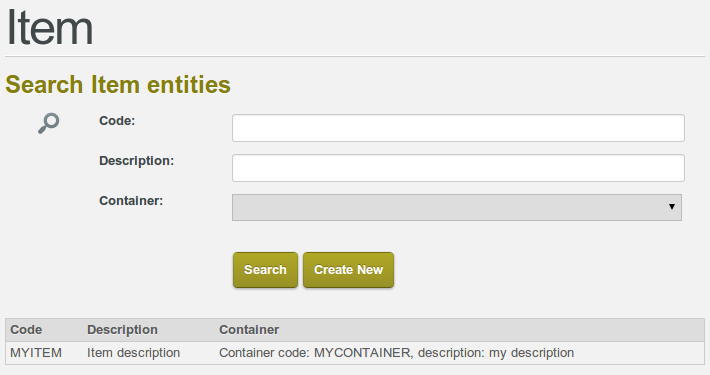 Item
Search Item entities
Code:
Description:
Container:
Search Create New
Code Description Container
MYITEM Item description Container code: MYCONTAINER, description: my description